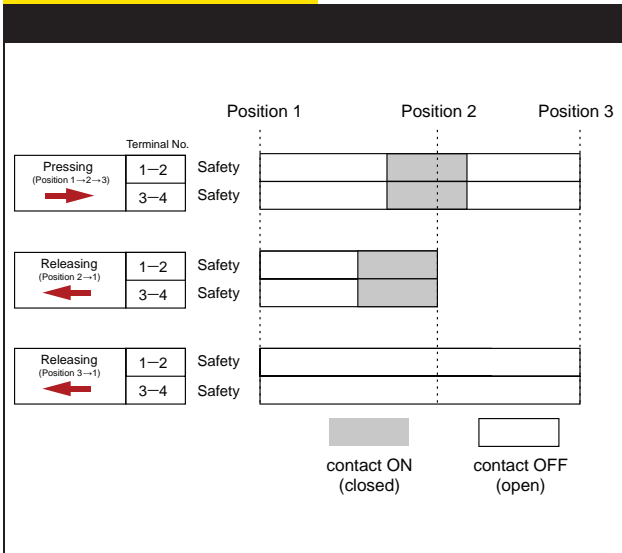 Position 1 Position 2 Position 3
Terminal No.
Pressing
(Position 1→2→3)
1—2 Safety
3—4 Safety
Releasing
(Position 2→1)
1—2 Safety
3—4 Safety
Releasing
(Position 3→1)
1—2 Safety
3—4 Safety
contact ON
(closed)
contact OFF
(open)